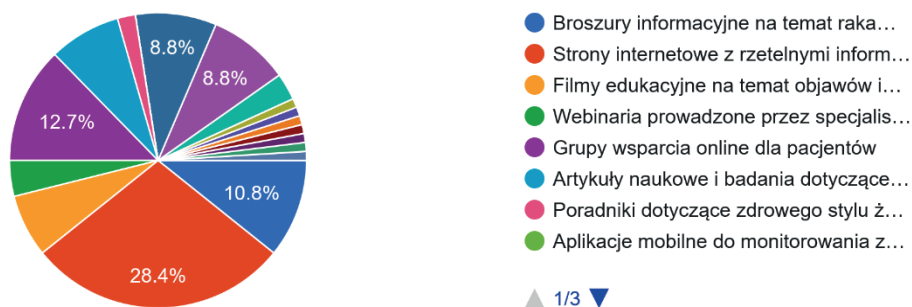 8.8%
8.8%
12.7%
10.8%
28.4%
Broszury informacyjne na temat raka…
Strony internetowe z rzetelnymi inform…
Filmy edukacyjne na temat objawów i…
Webinaria prowadzone przez specjalis…
Grupy wsparcia online dla pacjentów
Artykuły naukowe i badania dotyczące…
Poradniki dotyczące zdrowego stylu ż…
Aplikacje mobilne do monitorowania z…
1/3